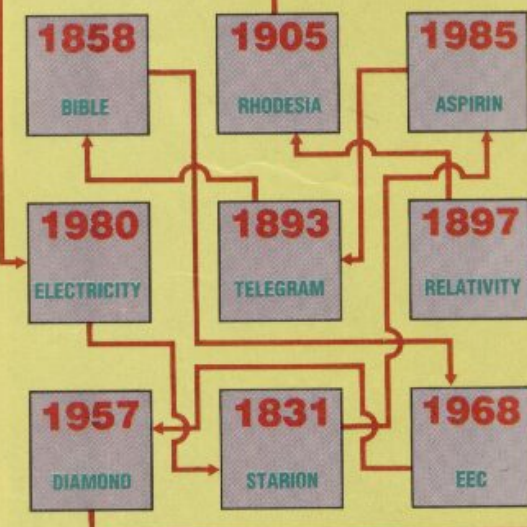 1858
BIBLE
1905
RHODESIA
1985
ASPIRIN
1980
ELECTRICITY
1893
TELEGRAM
1897
RELATIVITY
1957
DIAMOND
1831
STARION
1968
EEC